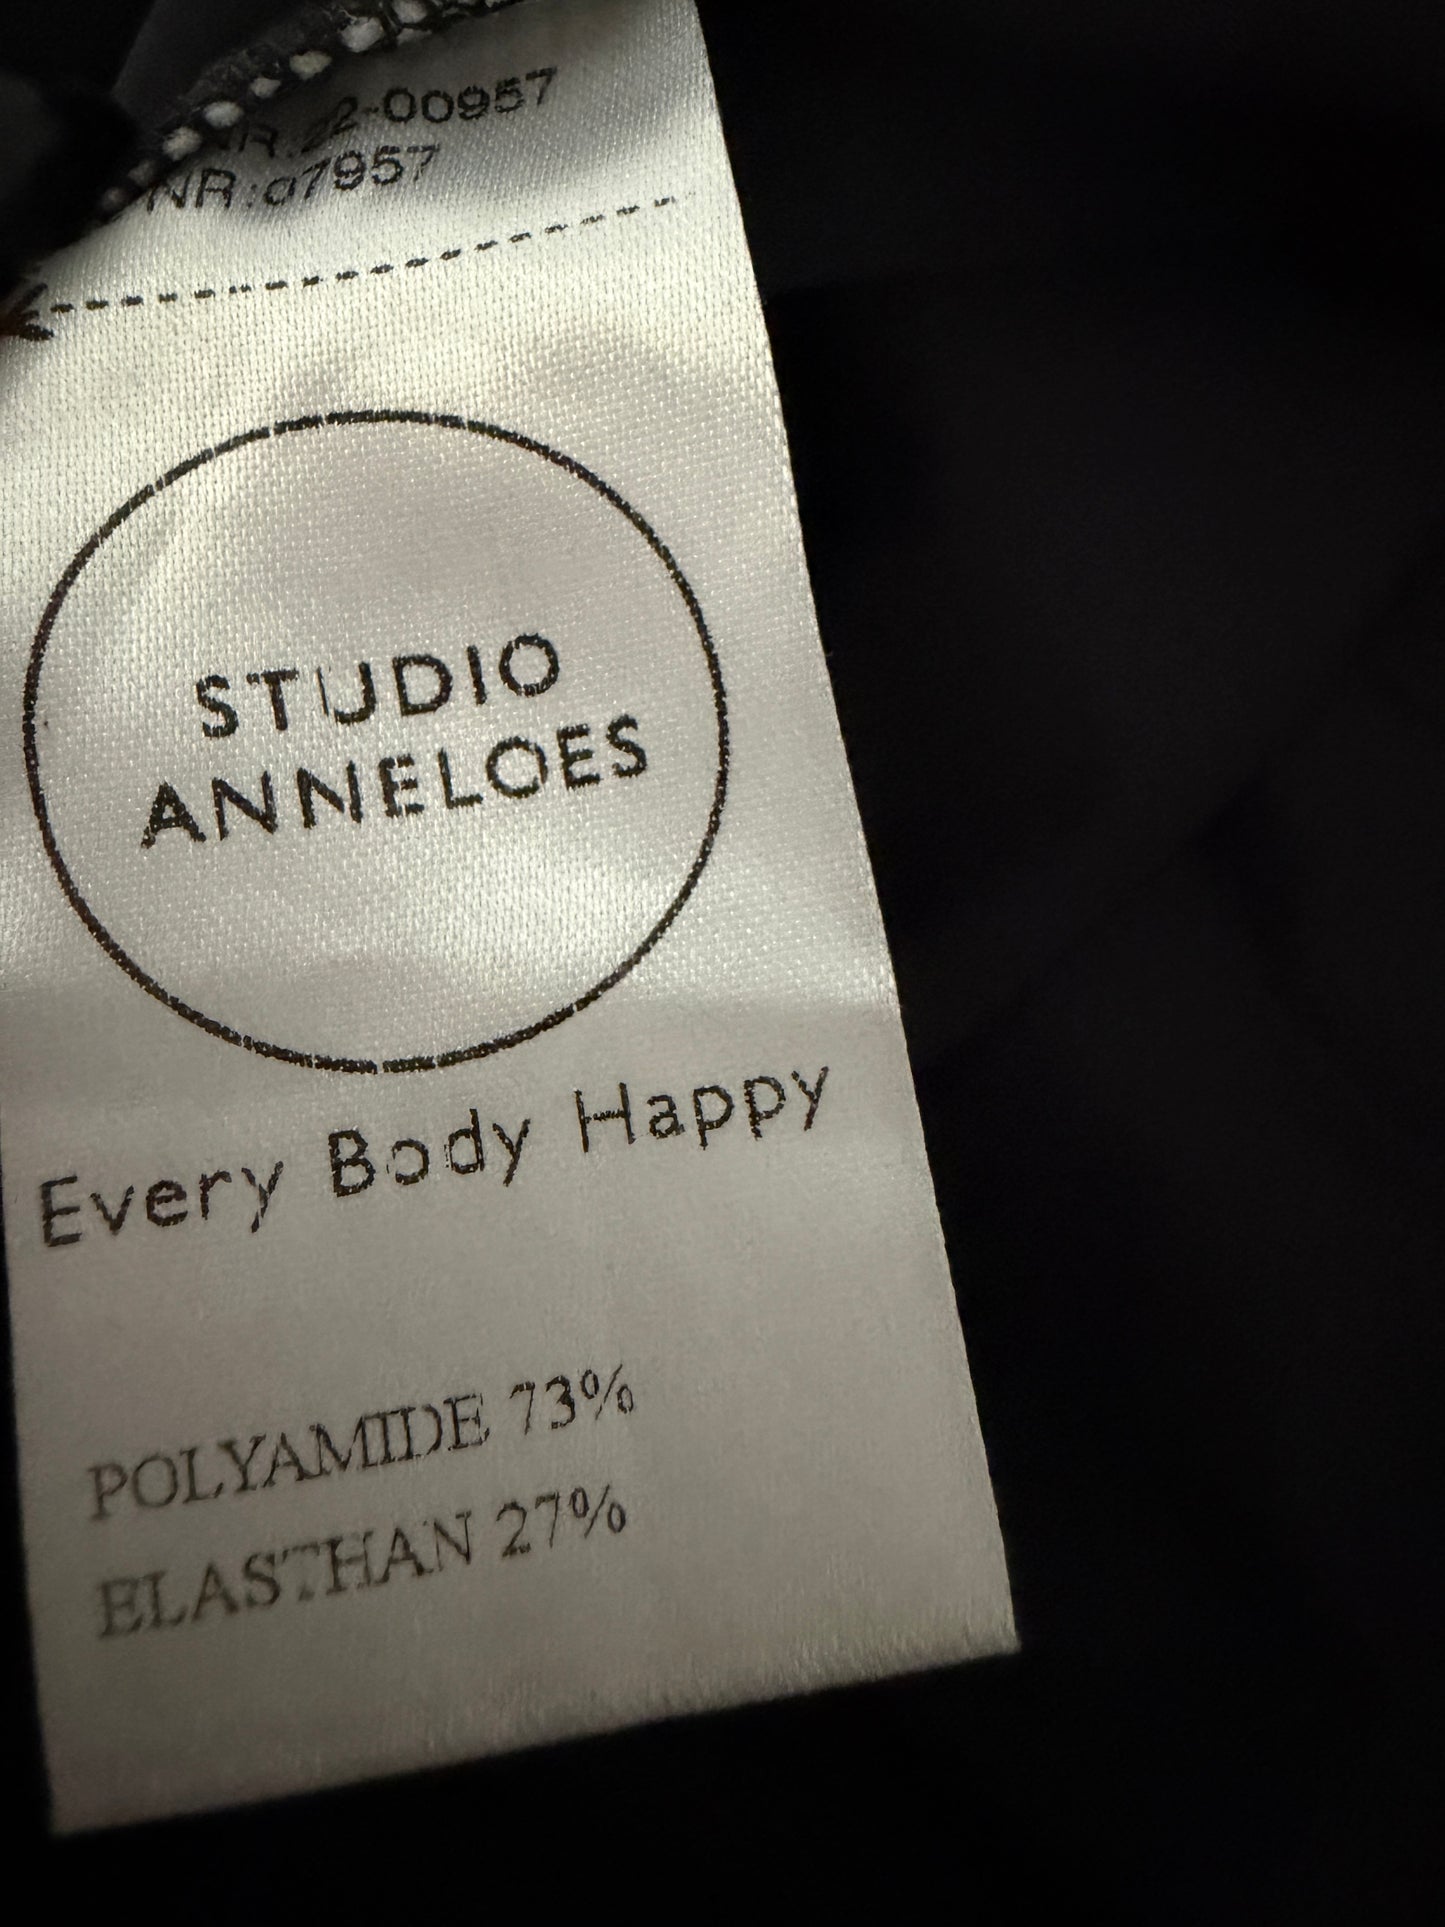 2-00957
NR:07957
STUDIO
ANNELOES
Every Body Happy
POLYAMIDE 73%
ELASTHAN 27%